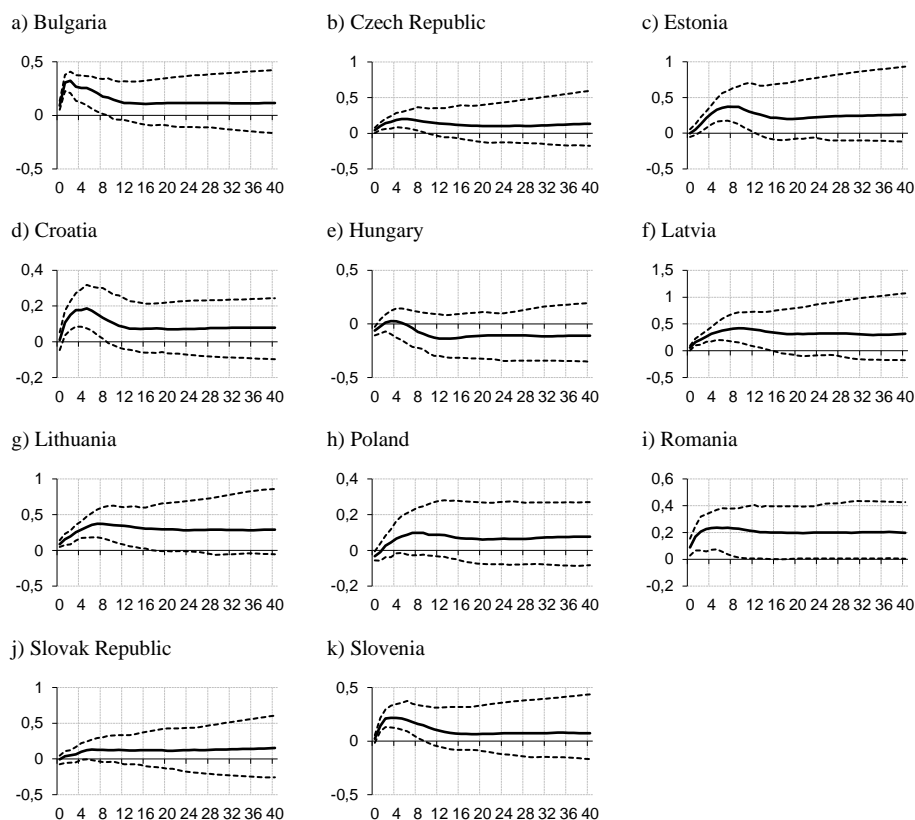 a) Bulgaria
b) Czech Republic
c) Estonia
0,5
0
-0,5
0 4 8 12 16 20 24 28 32 36 40
1
0,5
0
-0,5
0 4 8 12 16 20 24 28 32 36 40
1
0,5
0
-0,5
0 4 8 12 16 20 24 28 32 36 40
d) Croatia
e) Hungary
f) Latvia
0,4
0,2
0
-0,2
0 4 8 12 16 20 24 28 32 36 40
0,5
0
-0,5
0 4 8 12 16 20 24 28 32 36 40
1,5
1
0,5
0
-0,5
0 4 8 12 16 20 24 28 32 36 40
g) Lithuania
h) Poland
i) Romania
1
0,5
0
-0,5
0 4 8 12 16 20 24 28 32 36 40
0,4
0,2
0
-0,2
0 4 8 12 16 20 24 28 32 36 40
0,6
0,4
0,2
0
-0,2
0 4 8 12 16 20 24 28 32 36 40
j) Slovak Republic
k) Slovenia
1
0,5
0
-0,5
0 4 8 12 16 20 24 28 32 36 40
0,5
0
-0,5
0 4 8 12 16 20 24 28 32 36 40